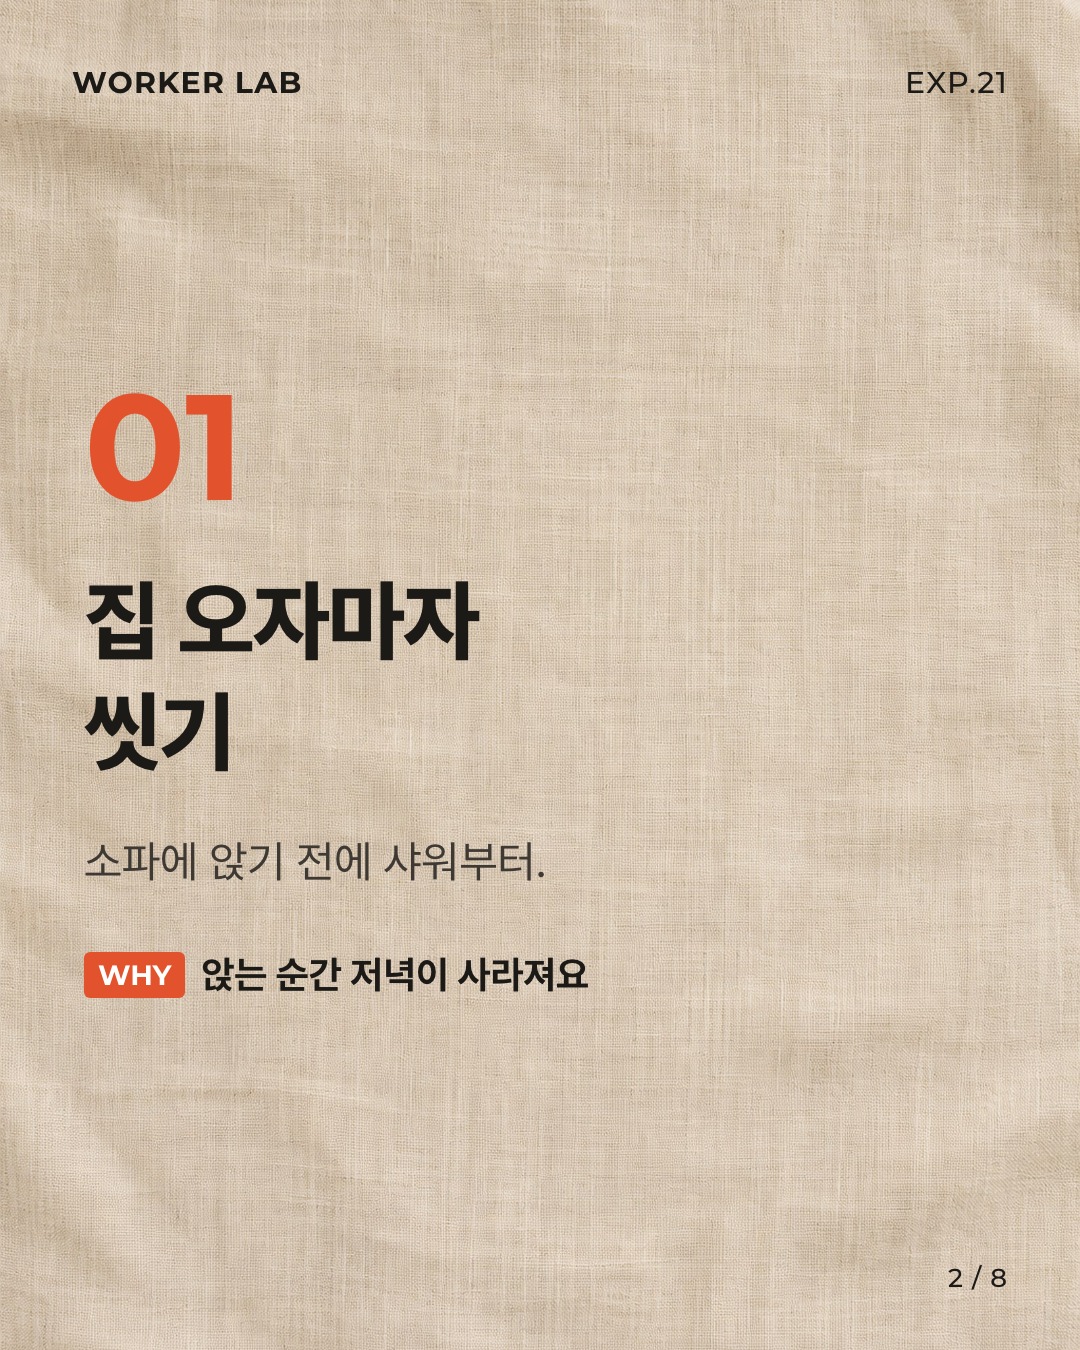 WORKER LAB
EXP.21
01
집 오자마자
씻기
소파에 앉기 전에 샤워부터.
WHY 앉는 순간 저녁이 사라져요
2 / 8